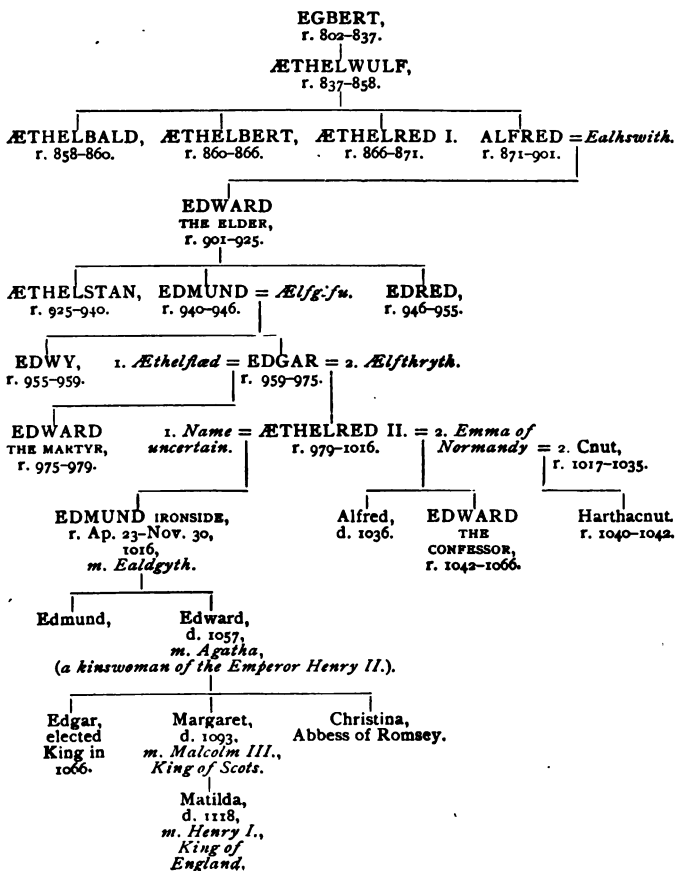 EGBERT,
r. 802–837.
ÆTHELWULF,
r. 837–858.
ÆTHELBALD, ÆTHELBERT, ÆTHELRED I. ALFRED = Ealhswith.
r. 858–860. r. 860–866. r. 866–871. r. 871–901.
EDWARD
THE ELDER,
r. 901–925.
ÆTHELSTAN, EDMUND = Ælfgifu. EDRED,
r. 925–940. r. 940–946. r. 946–955.
EDWY, 1. Æthelflæd = EDGAR = 2. Ælfthryth.
r. 955–959. r. 959–975.
EDWARD 1. Name = ÆTHELRED II. = 2. Emma of
THE MARTYR, uncertain. r. 979–1016. Normandy = 2. Cnut,
r. 975–979. r. 1017–1035.
EDMUND IRONSIDE, Alfred, EDWARD Harthacnut.
r. Ap. 23–Nov. 30, d. 1036. THE r. 1040–1042.
1016, CONFESSOR,
m. Ealdgyth. r. 1042–1066.
Edmund, Edward,
d. 1057,
m. Agatha,
(a kinswoman of the Emperor Henry II.).
Edgar, Margaret, Christina,
elected d. 1093, Abbess of Romsey.
King in m. Malcolm III.,
1066. King of Scots.
Matilda,
d. 1118,
m. Henry I.,
King of
England.